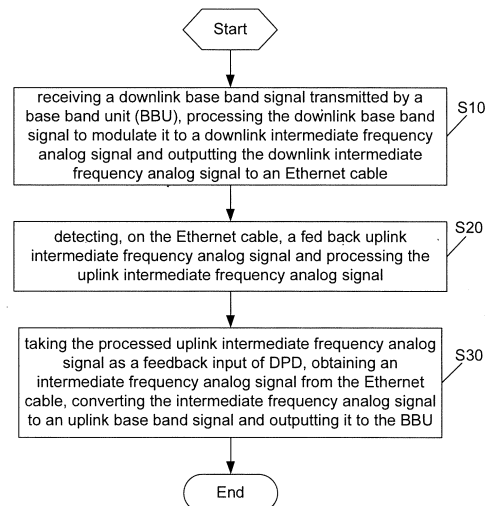 Start
receiving a downlink base band signal transmitted by a
base band unit (BBU), processing the downlink base band
signal to modulate it to a downlink intermediate frequency
analog signal and outputting the downlink intermediate
frequency analog signal to an Ethernet cable
S10
detecting, on the Ethernet cable, a fed back uplink
intermediate frequency analog signal and processing the
uplink intermediate frequency analog signal
S20
taking the processed uplink intermediate frequency analog
signal as a feedback input of DPD, obtaining an
intermediate frequency analog signal from the Ethernet
cable, converting the intermediate frequency analog signal
to an uplink base band signal and outputting it to the BBU
S30
End